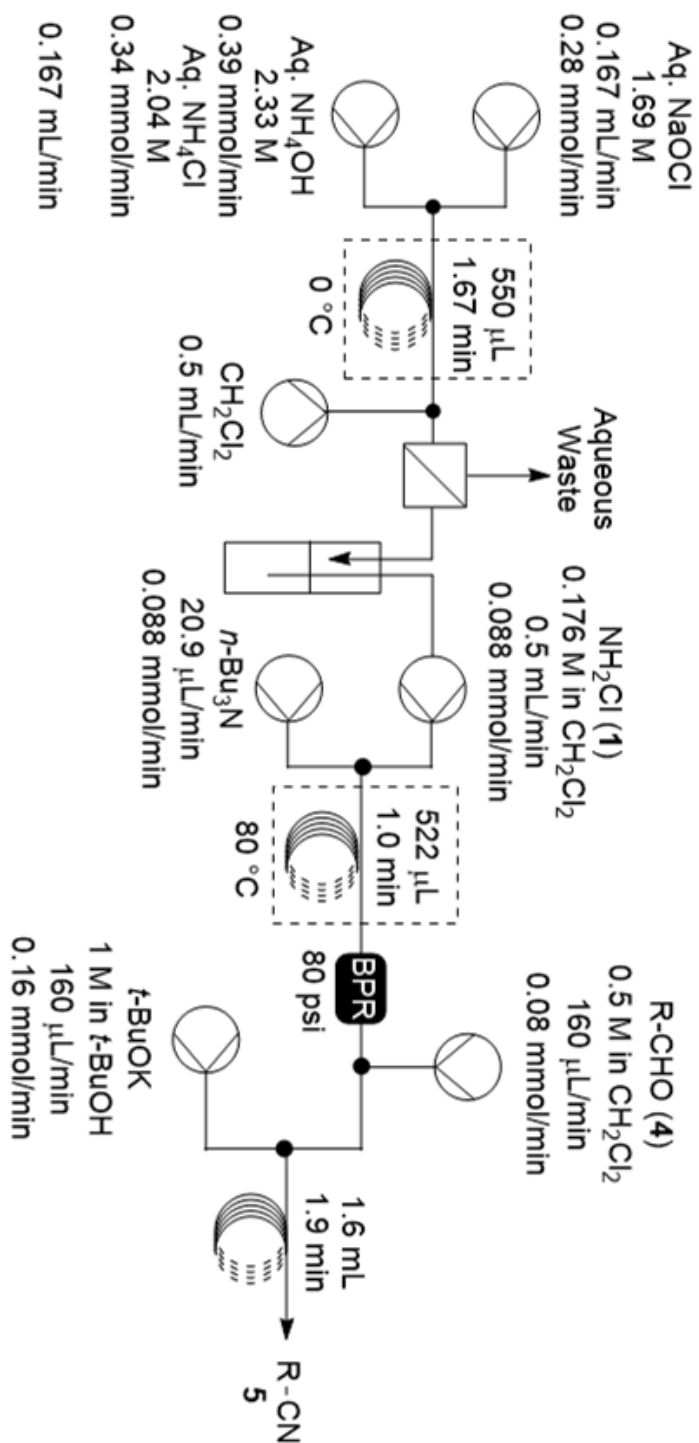 Aq. NaOCl
1.69 M
0.167 mL/min
0.28 mmol/min
Aq. NH₄OH
2.33 M
0.39 mmol/min
Aq. NH₄Cl
2.04 M
0.34 mmol/min
0.167 mL/min
550 µL
1.67 min
0 °C
CH₂Cl₂
0.5 mL/min
Aqueous
Waste
NH₂Cl (1)
0.176 M in CH₂Cl₂
0.5 mL/min
0.088 mmol/min
n-Bu₃N
20.9 µL/min
0.088 mmol/min
522 µL
1.0 min
80 °C
BPR
80 psi
R-CHO (4)
0.5 M in CH₂Cl₂
160 µL/min
0.08 mmol/min
t-BuOK
1 M in t-BuOH
160 µL/min
0.16 mmol/min
1.6 mL
1.9 min
R-CN
5